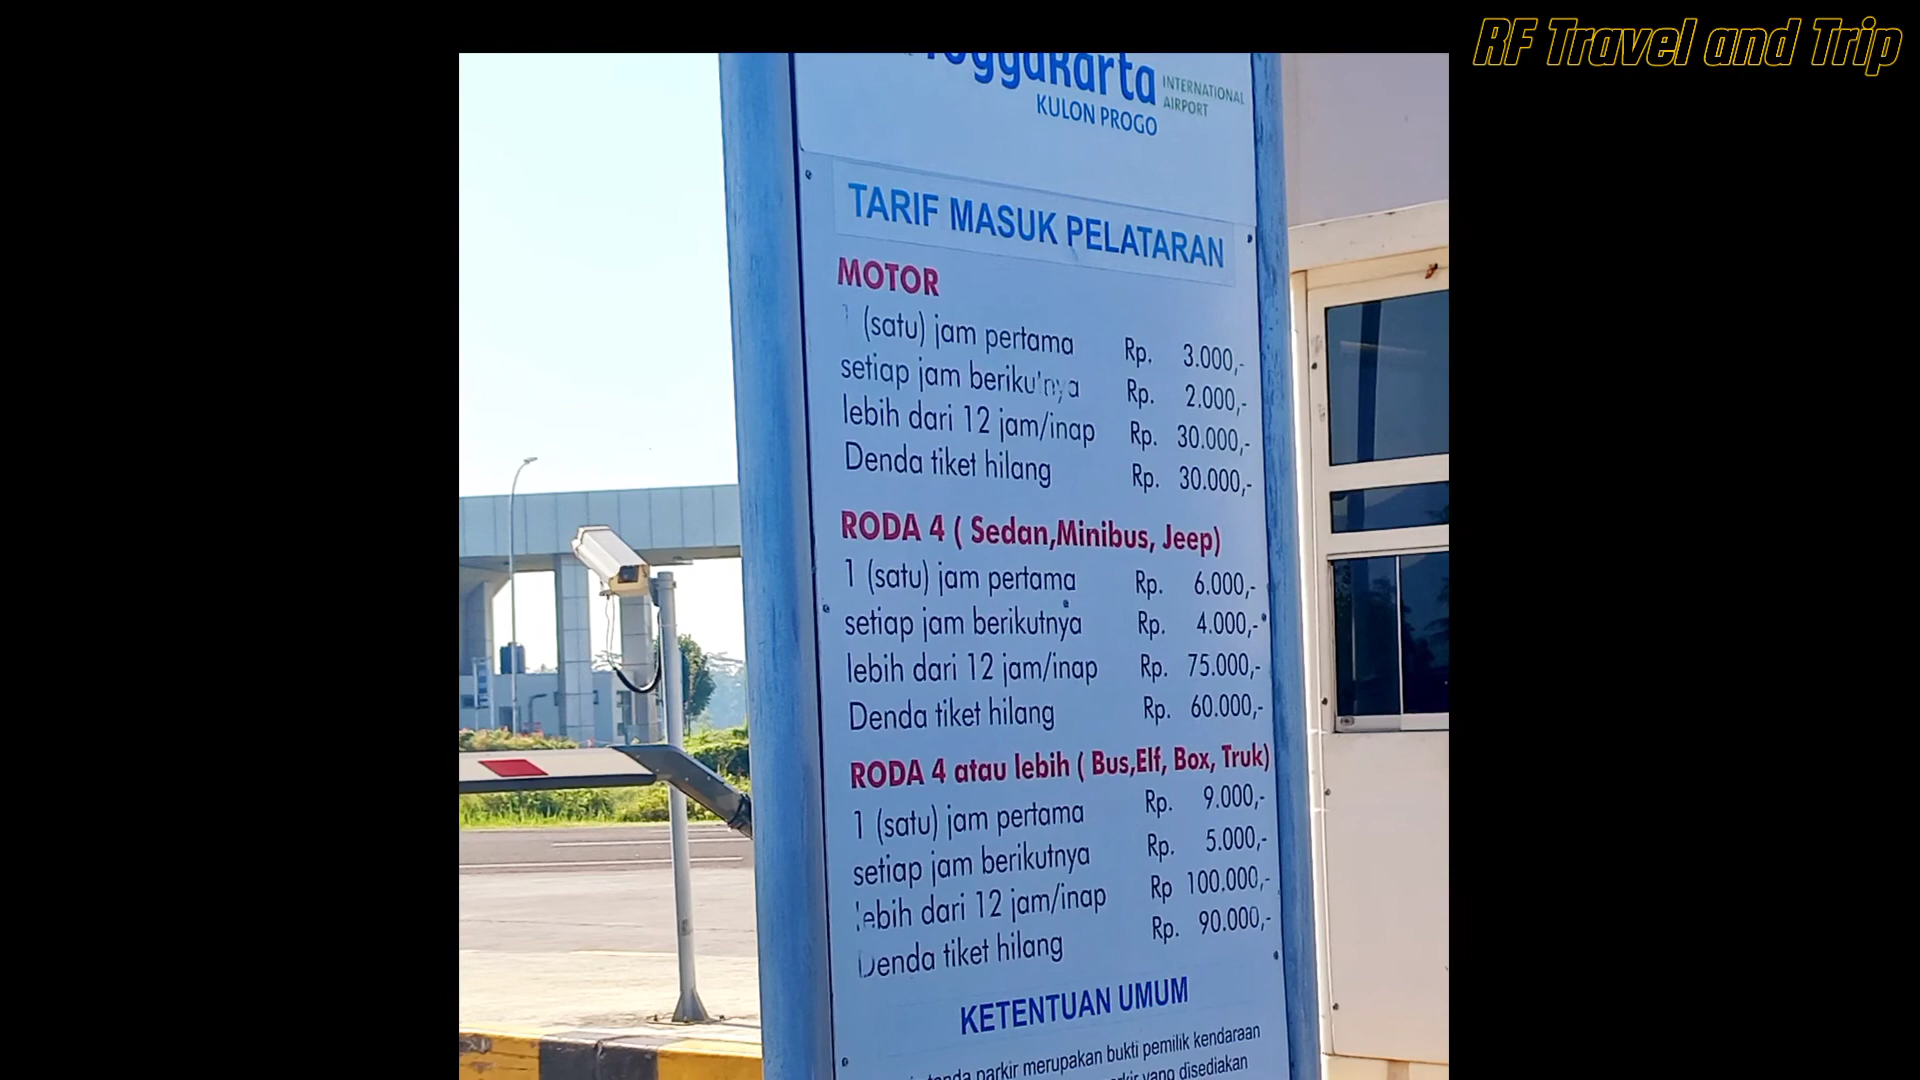 RF Travel and Trip
Yogyakarta
INTERNATIONAL
AIRPORT
KULON PROGO
TARIF MASUK PELATARAN
MOTOR
1 (satu) jam pertama Rp. 3.000,-
setiap jam berikutnya Rp. 2.000,-
lebih dari 12 jam/inap Rp. 30.000,-
Denda tiket hilang Rp. 30.000,-
RODA 4 ( Sedan,Minibus, Jeep)
1 (satu) jam pertama Rp. 6.000,-
setiap jam berikutnya Rp. 4.000,-
lebih dari 12 jam/inap Rp. 75.000,-
Denda tiket hilang Rp. 60.000,-
RODA 4 atau lebih ( Bus,Elf, Box, Truk)
1 (satu) jam pertama Rp. 9.000,-
setiap jam berikutnya Rp. 5.000,-
lebih dari 12 jam/inap Rp 100.000,-
Denda tiket hilang Rp. 90.000,-
KETENTUAN UMUM
tanda parkir merupakan bukti pemilik kendaraan
yang disediakan